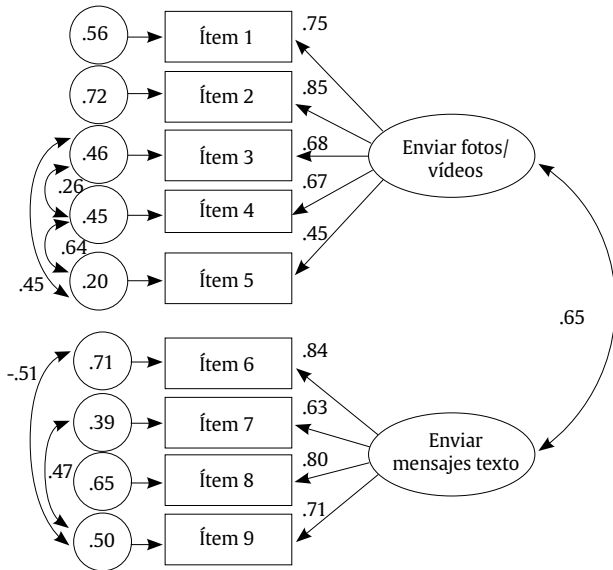 .56
Ítem 1
.75
.72
Ítem 2
.85
.46
Ítem 3
.68
Enviar fotos/
vídeos
.26
.67
.45
Ítem 4
.64
.45
.45
.20
Ítem 5
.65
-.51
.71
Ítem 6
.84
.39
Ítem 7
.63
.47
.65
Ítem 8
.80
Enviar
mensajes texto
.71
.50
Ítem 9